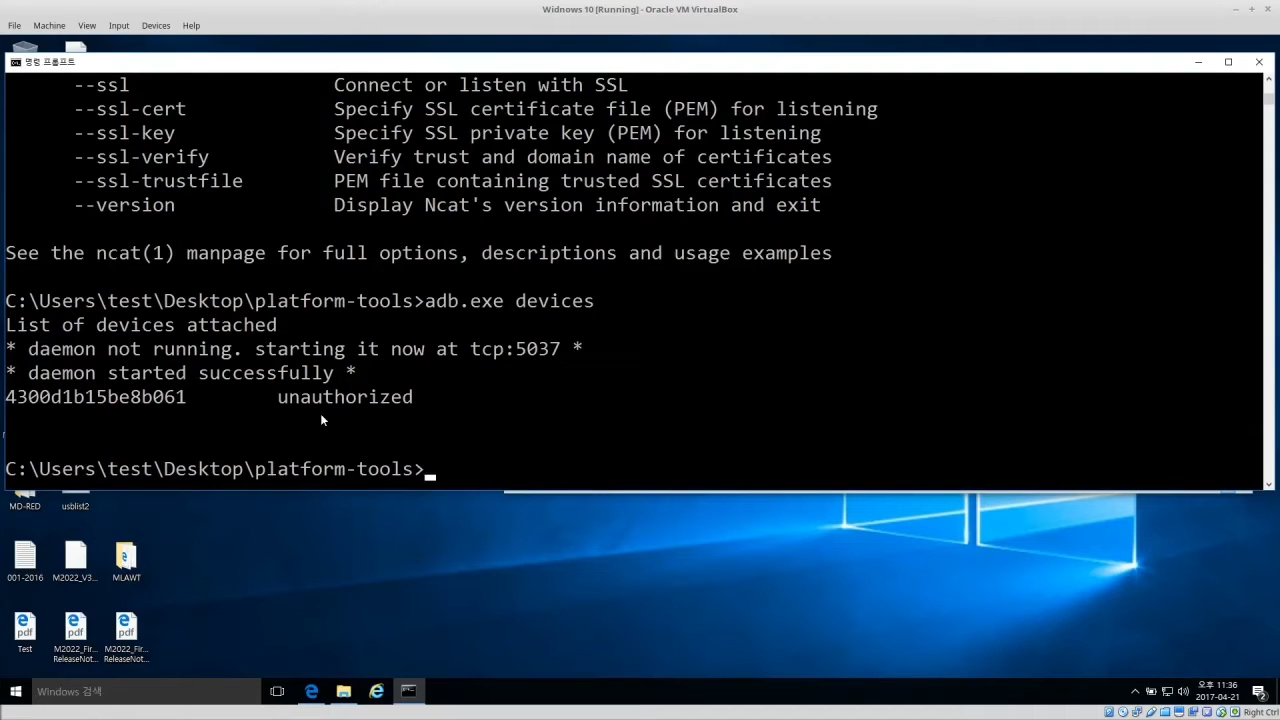 Widnows 10 [Running] - Oracle VM VirtualBox
File Machine View Input Devices Help
명령 프롬프트
--ssl Connect or listen with SSL
--ssl-cert Specify SSL certificate file (PEM) for listening
--ssl-key Specify SSL private key (PEM) for listening
--ssl-verify Verify trust and domain name of certificates
--ssl-trustfile PEM file containing trusted SSL certificates
--version Display Ncat's version information and exit
See the ncat(1) manpage for full options, descriptions and usage examples
C:\Users\test\Desktop\platform-tools>adb.exe devices
List of devices attached
* daemon not running. starting it now at tcp:5037 *
* daemon started successfully *
4300d1b15be8b061 unauthorized
C:\Users\test\Desktop\platform-tools>
MD-RED usblist2
001-2016 M2022_V3... MLAWT
Test M2022_Fir... M2022_Fir...
ReleaseNot... ReleaseNot...
Windows 검색
오후 11:36
2017-04-21
2
Right Ctrl